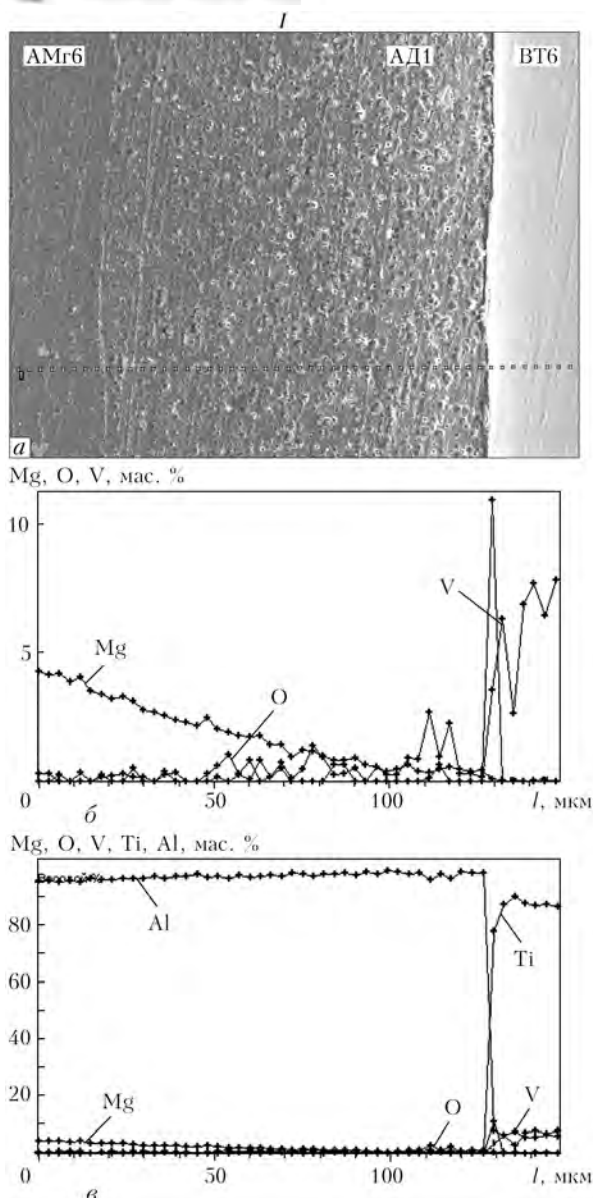 I
АМг6 АД1 ВТ6
а
Mg, O, V, мас. %
10
V
Mg
5
O
0 50 100 l, мкм
б
Mg, O, V, Ti, Al, мас. %
80
Al
Ti
60
40
20
Mg O V
0 50 100 l, мкм
в